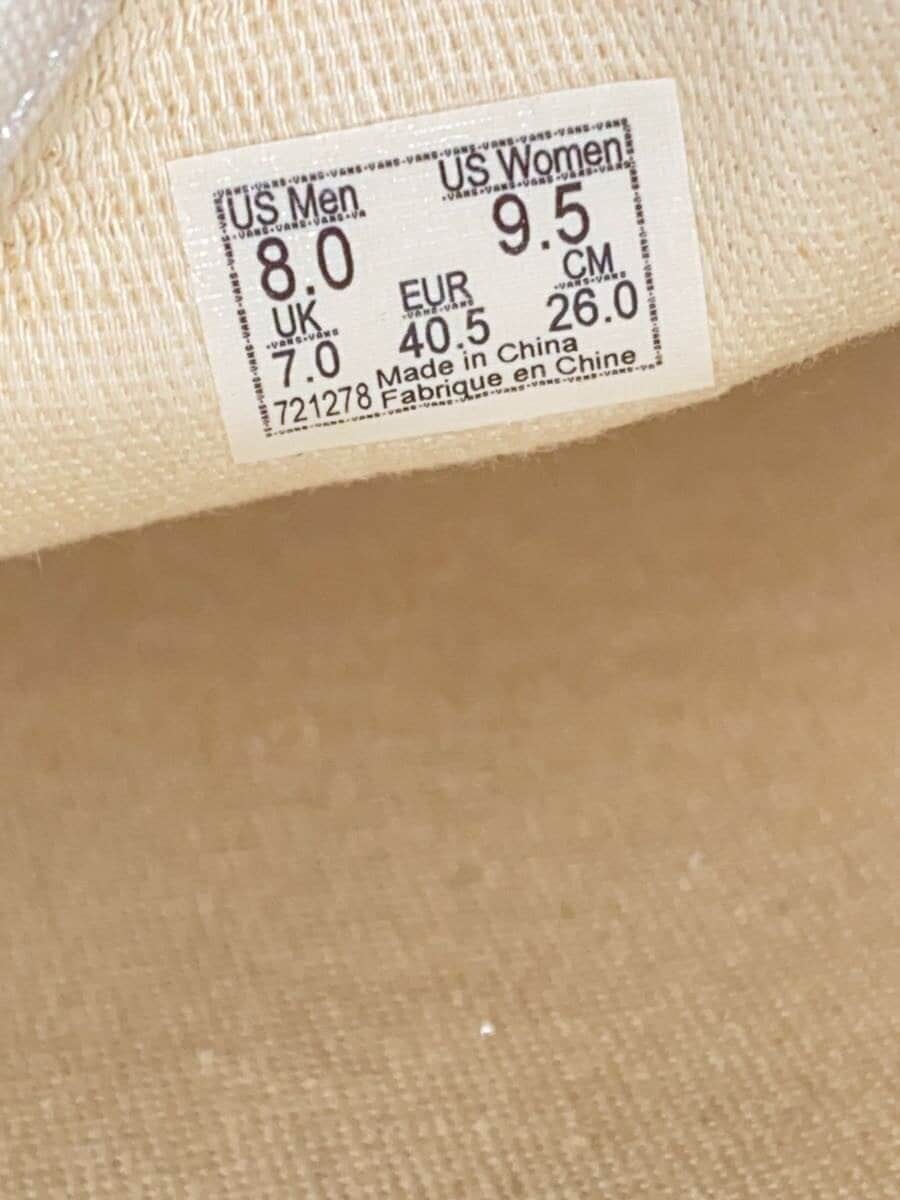 US Men US Women
8.0 9.5
UK EUR CM
7.0 40.5 26.0
Made in China
721278 Fabrique en Chine